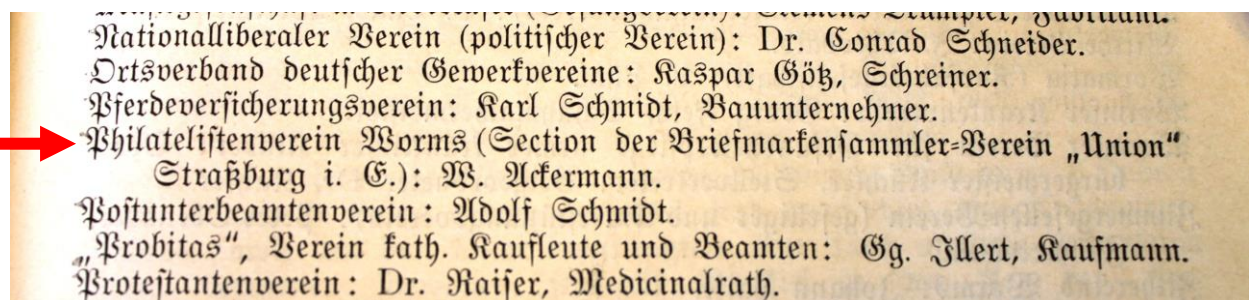 Nationalliberaler Verein (politischer Verein): Dr. Conrad Schneider.
Ortsverband deutscher Gewerkvereine: Kaspar Götz, Schreiner.
Pferdeversicherungsverein: Karl Schmidt, Bauunternehmer.
Philatelistenverein Worms (Section der Briefmarkensammler-Verein „Union“
Straßburg i. E.): W. Ackermann.
Postunterbeamtenverein: Adolf Schmidt.
„Probitas“, Verein kath. Kaufleute und Beamten: Gg. Illert, Kaufmann.
Protestantenverein: Dr. Raiser, Medicinalrath.